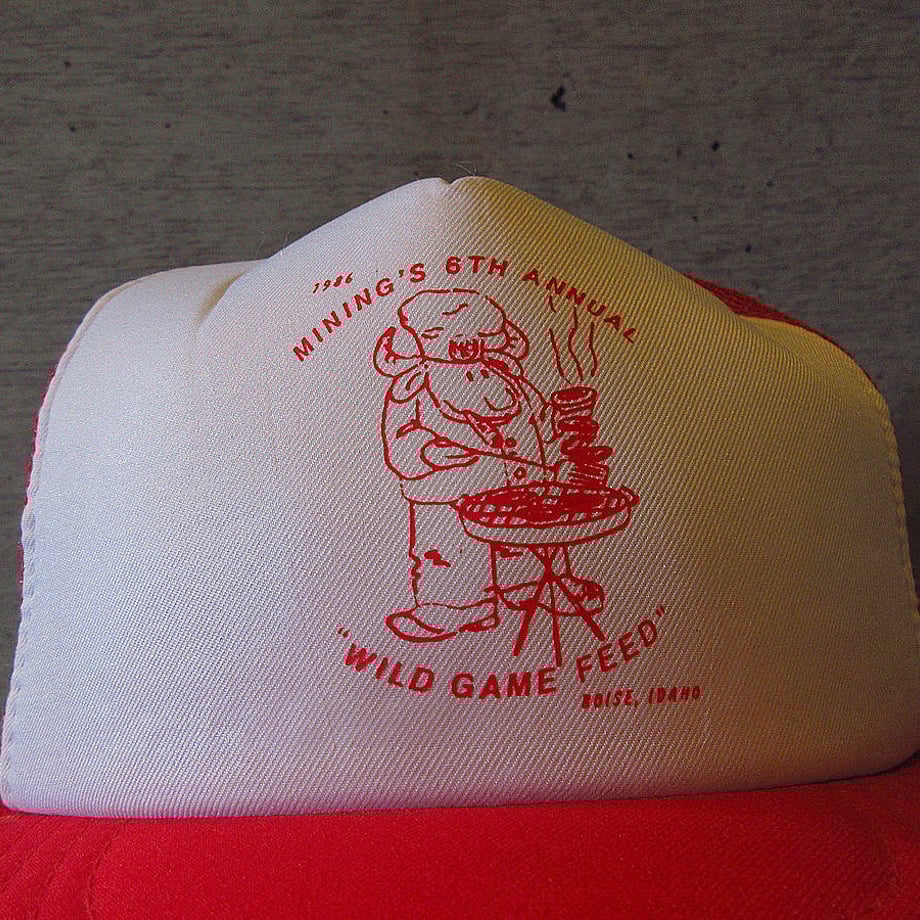 1986
MINING'S 6TH ANNUAL
"WILD GAME FEED"
BOISE, IDAHO